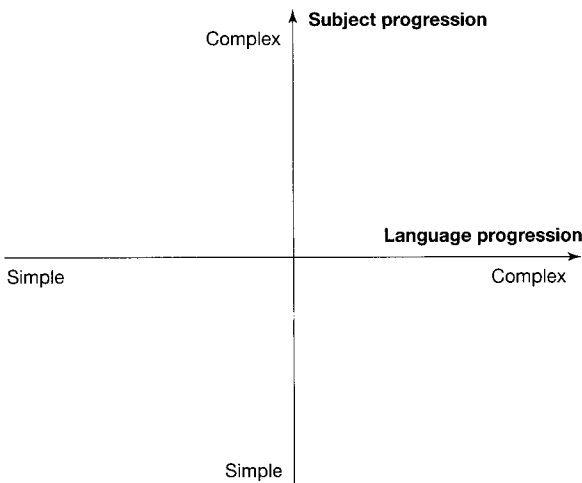 Subject progression
Complex
Language progression
Simple
Complex
Simple